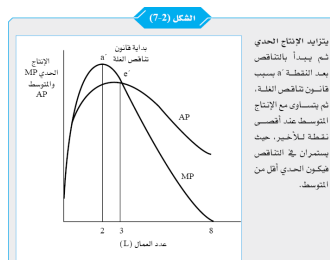 الشكل (2-7)
يتزايد الإنتاج الحدي
ثم يبدأ بالتناقص
بعد النقطة a´ بسبب
قانون تناقص الغلة،
ثم يتساوى مع الإنتاج
المتوسط عند أقصى
نقطة للأخير، حيث
يستمران في التناقص
فيكون الحدي أقل من
المتوسط.
الإنتاج
الحدي MP
والمتوسط
AP
بداية قانون
تناقص الغلة
a´
e´
AP
MP
2 3 8
عدد العمال (L)